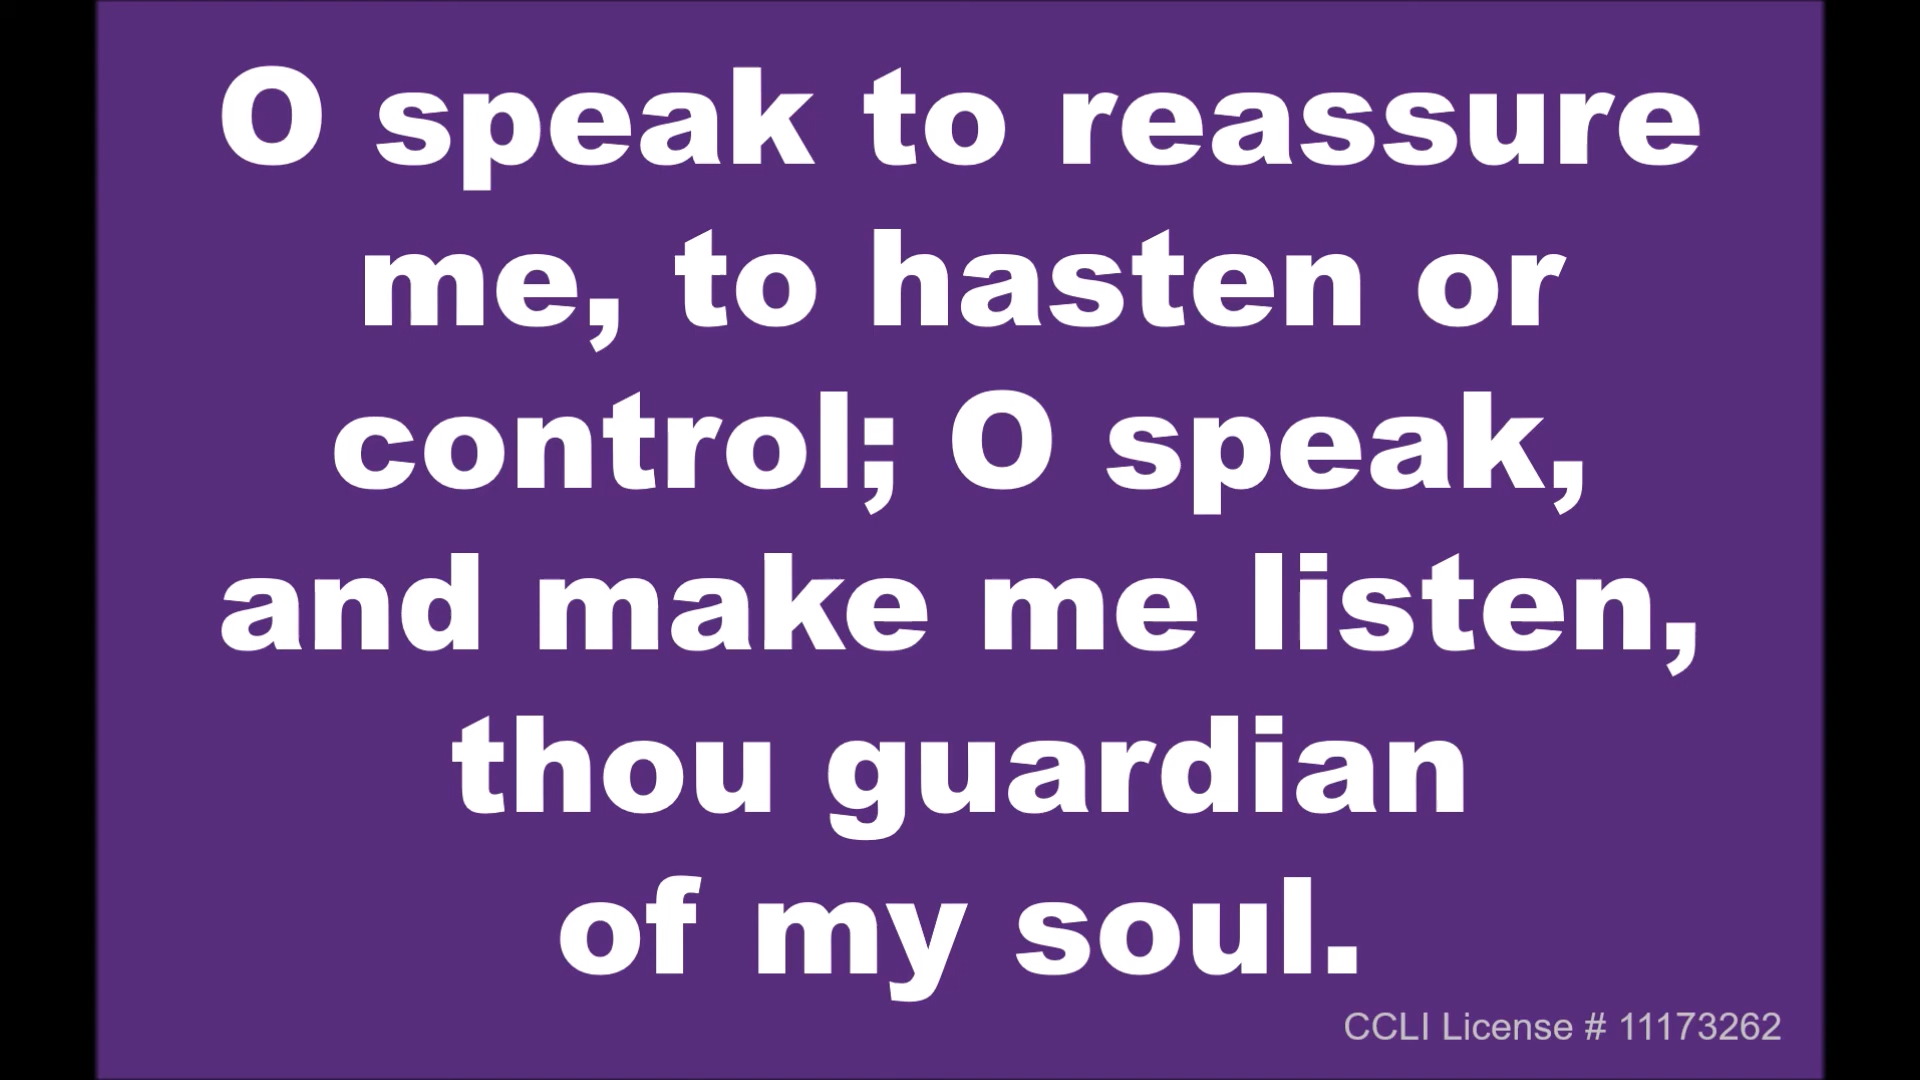 O speak to reassure
me, to hasten or
control; O speak,
and make me listen,
thou guardian
of my soul.
CCLI License # 11173262